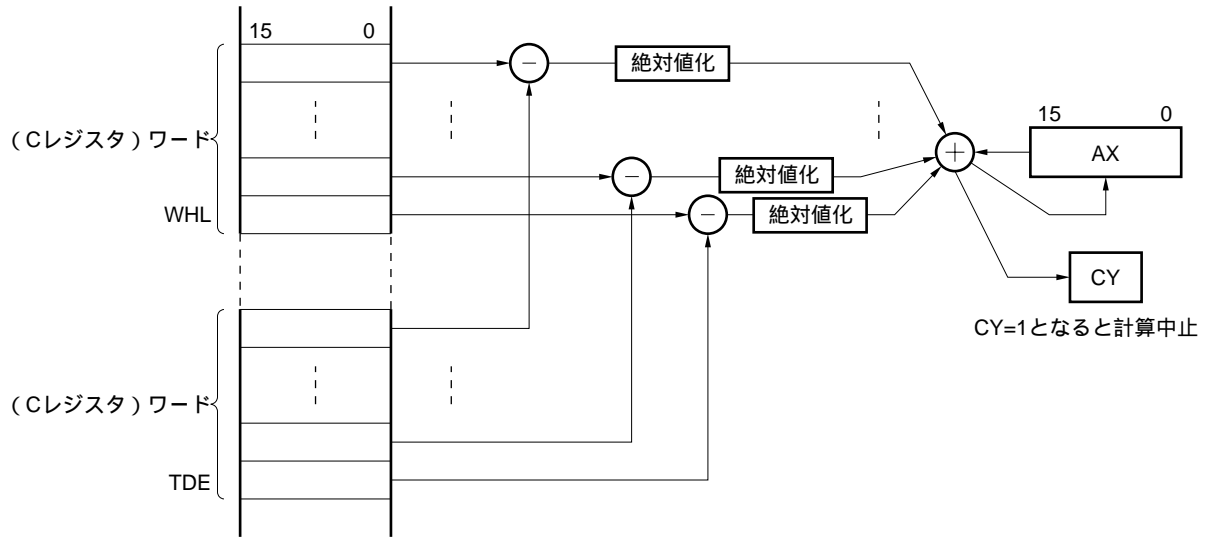 15 0
絶対値化
15 0
(Cレジスタ)ワード
AX
絶対値化
WHL
絶対値化
CY
CY=1となると計算中止
(Cレジスタ)ワード
TDE